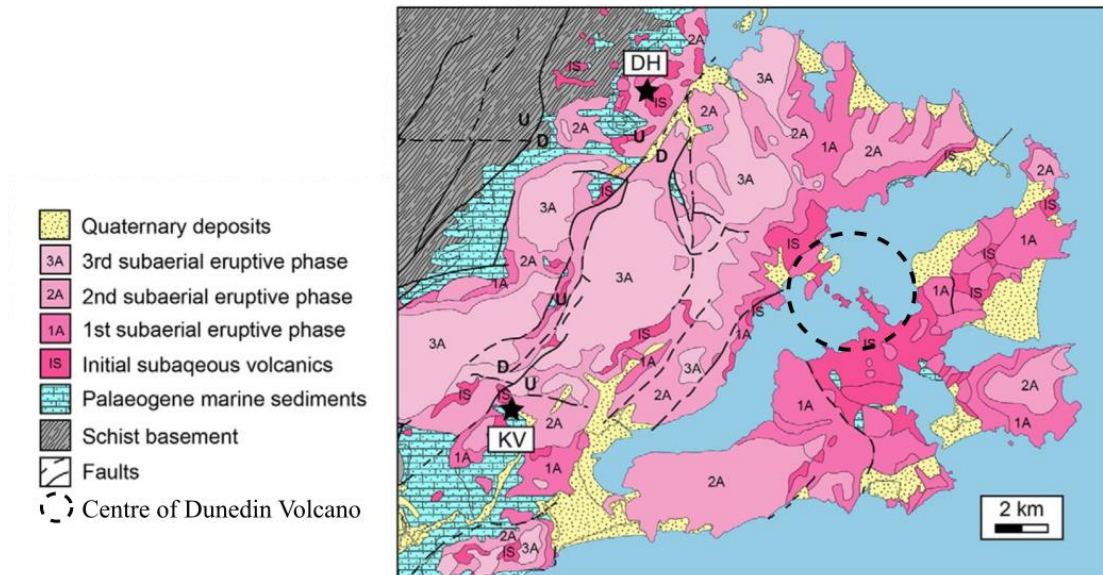 Quaternary deposits
3A 3rd subaerial eruptive phase
2A 2nd subaerial eruptive phase
1A 1st subaerial eruptive phase
IS Initial subaqeous volcanics
Palaeogene marine sediments
Schist basement
Faults
Centre of Dunedin Volcano
2A
3A
DH
IS
IS
2A
U
D
2A
U
D
2A
1A
2A
IS
3A
2A
IS
3A
IS
1A
2A
3A
IS
IS
1A
1A
U
IS
1A
IS
3A
IS
1A
D
U
3A
2A
IS
IS
2A
1A
2A
1A
KV
1A
1A
2A
2A
IS
3A
2 km